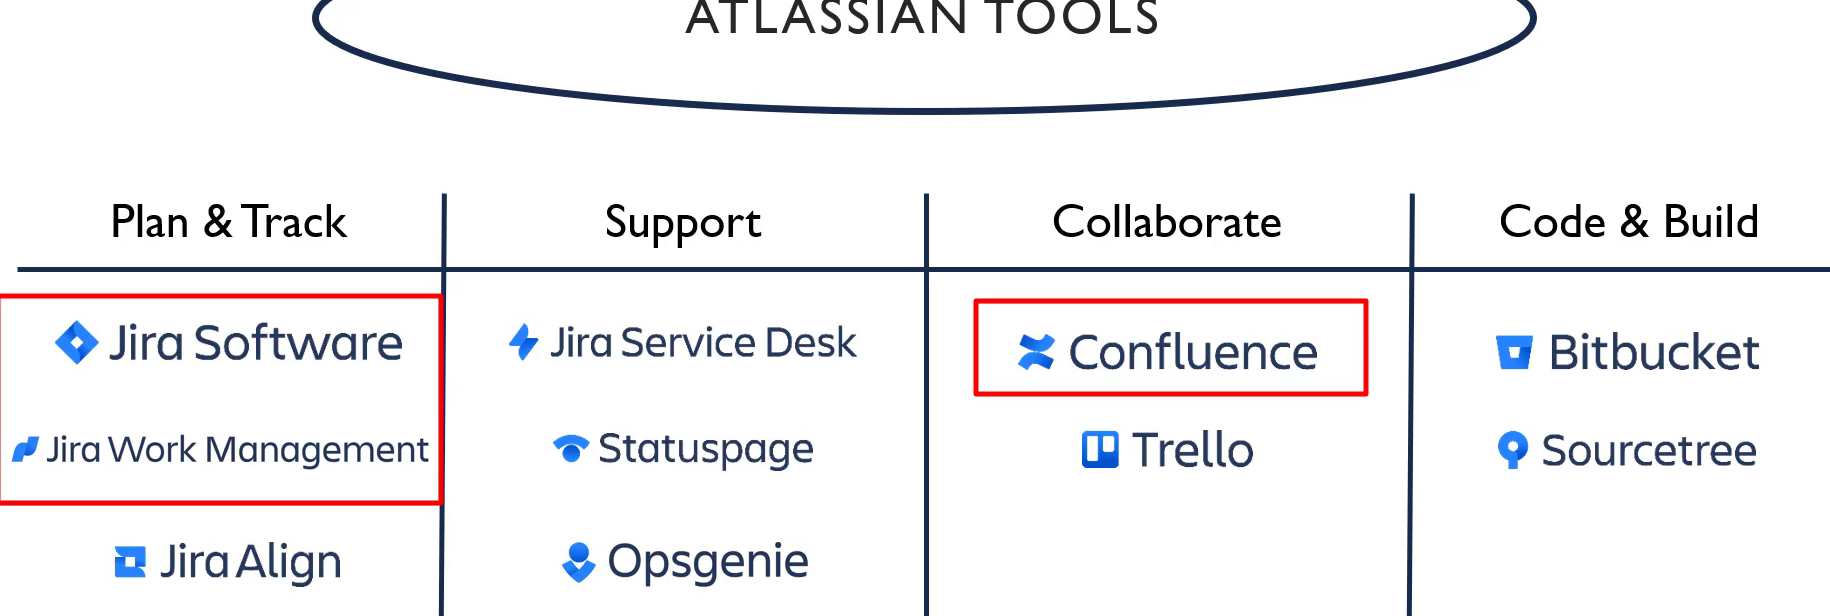 ATLASSIAN TOOLS
Plan & Track
Support
Collaborate
Code & Build
Jira Software
Jira Service Desk
Confluence
Bitbucket
Jira Work Management
Statuspage
Trello
Sourcetree
Jira Align
Opsgenie